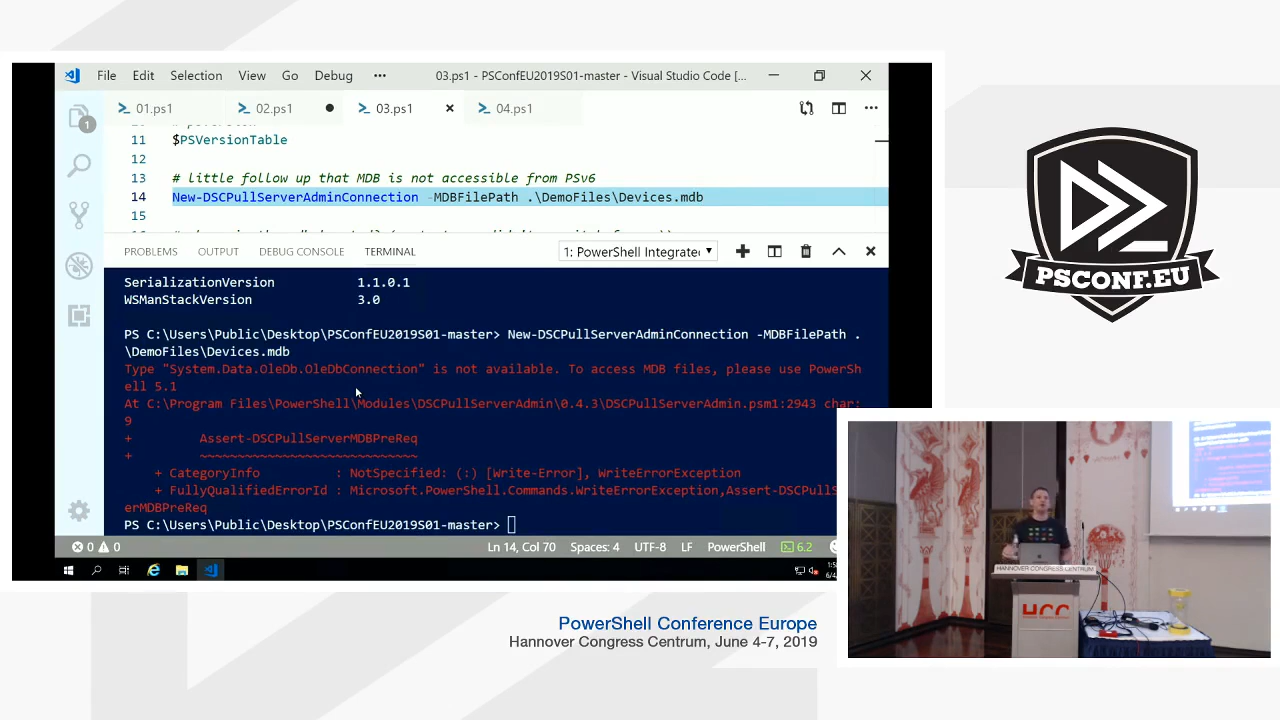 File Edit Selection View Go Debug ••• 03.ps1 - PSConfEU2019S01-master - Visual Studio Code [...
01.ps1 02.ps1 03.ps1 04.ps1
1
11 $PSVersionTable
12
13 # little follow up that MDB is not accessible from PSv6
14 New-DSCPullServerAdminConnection -MDBFilePath .\DemoFiles\Devices.mdb
15
PROBLEMS OUTPUT DEBUG CONSOLE TERMINAL 1: PowerShell Integrate
SerializationVersion 1.1.0.1
WSManStackVersion 3.0
PS C:\Users\Public\Desktop\PSConfEU2019S01-master> New-DSCPullServerAdminConnection -MDBFilePath .
\DemoFiles\Devices.mdb
Type "System.Data.OleDb.OleDbConnection" is not available. To access MDB files, please use PowerSh
ell 5.1
At C:\Program Files\PowerShell\Modules\DSCPullServerAdmin\0.4.3\DSCPullServerAdmin.psm1:2943 char:
9
+ Assert-DSCPullServerMDBPreReq
+ ~~~~~~~~~~~~~~~~~~~~~~~~~~~~~
+ CategoryInfo : NotSpecified: (:) [Write-Error], WriteErrorException
+ FullyQualifiedErrorId : Microsoft.PowerShell.Commands.WriteErrorException,Assert-DSCPullS
erMDBPreReq
PS C:\Users\Public\Desktop\PSConfEU2019S01-master>
0 0 Ln 14, Col 70 Spaces: 4 UTF-8 LF PowerShell 6.2
PSCONF.EU
HANNOVER CONGRESS CENTRUM
HCC
PowerShell Conference Europe
Hannover Congress Centrum, June 4-7, 2019